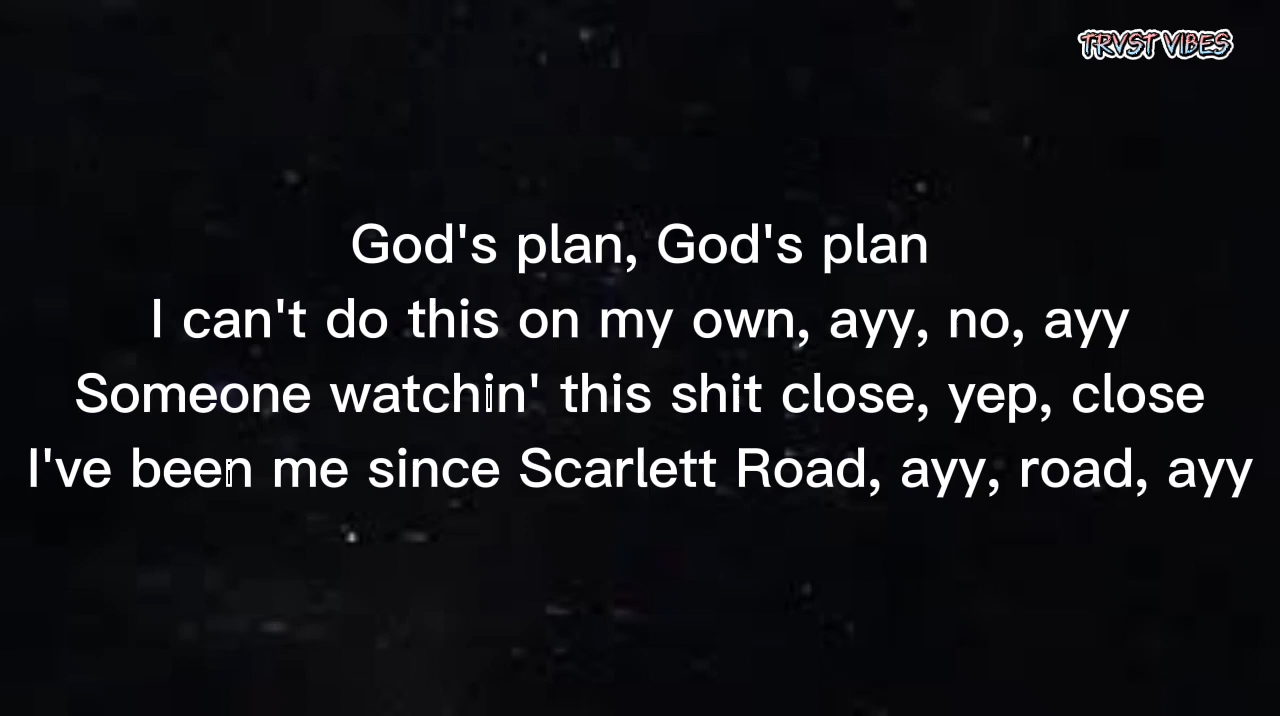 TRVST VIBES
God's plan, God's plan
I can't do this on my own, ayy, no, ayy
Someone watchin' this shit close, yep, close
I've been me since Scarlett Road, ayy, road, ayy